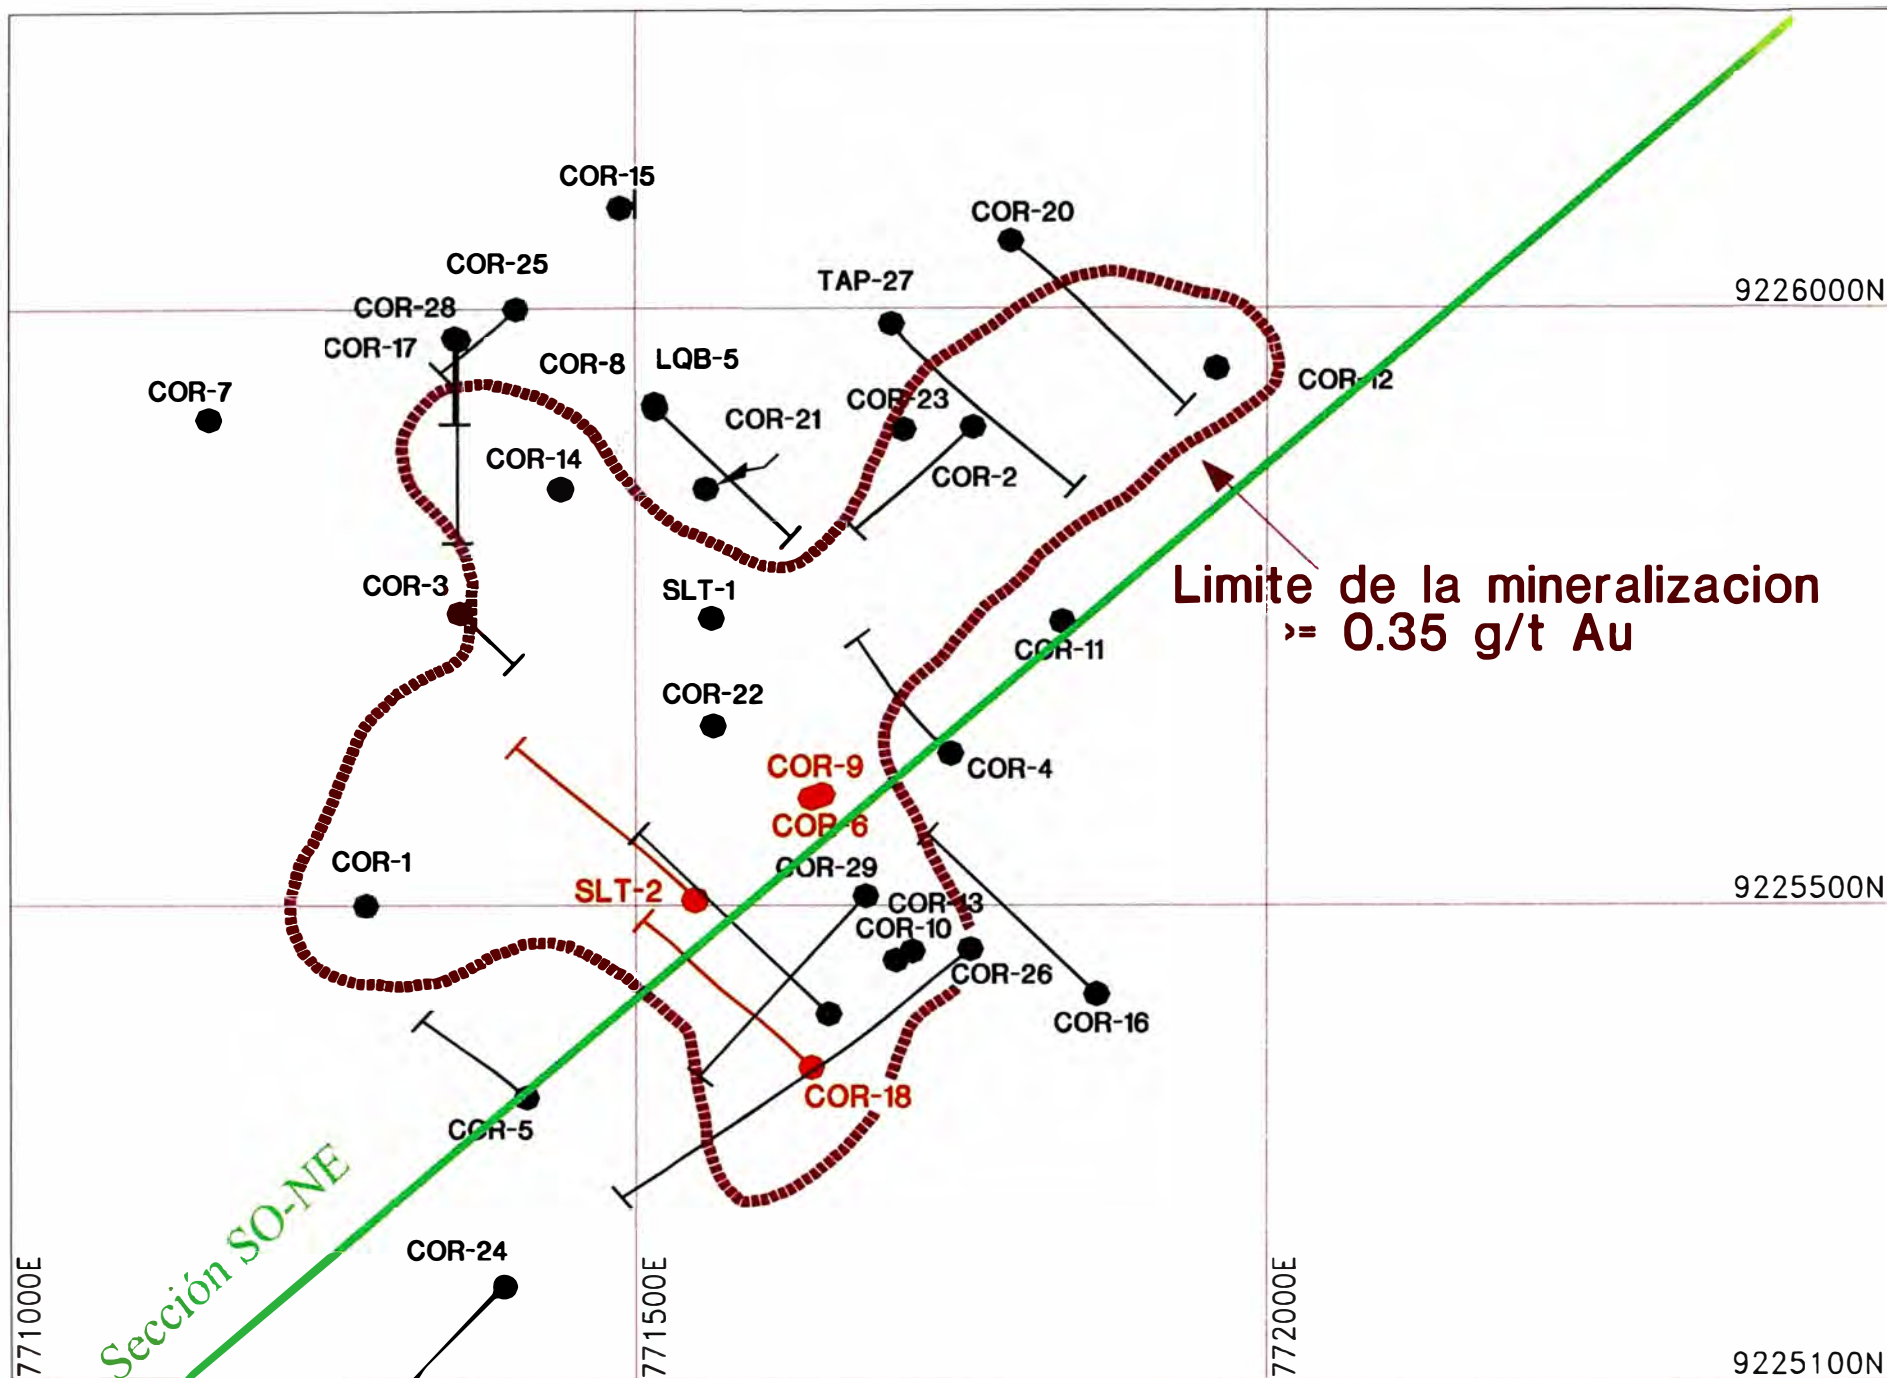 COR-15
COR-20
COR-25
TAP-27
9226000N
COR-28
COR-17
COR-8
LQB-5
COR-12
COR-7
COR-23
COR-21
COR-14
COR-2
Limite de la mineralizacion
>= 0.35 g/t Au
COR-3
SLT-1
COR-11
COR-22
COR-9
COR-4
COR-6
COR-1
COR-29
SLT-2
9225500N
COR-13
COR-10
COR-26
COR-16
COR-18
COR-5
Sección SO-NE
COR-24
771000E
771500E
772000E
9225100N